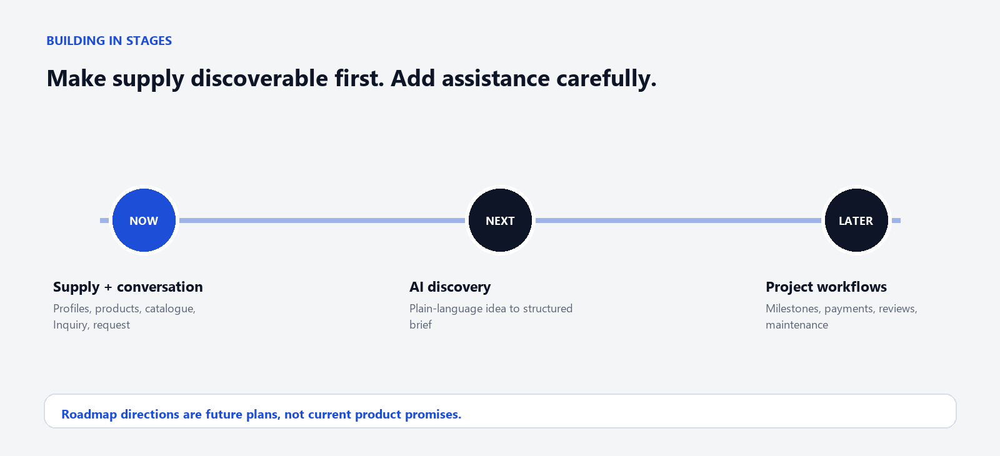 BUILDING IN STAGES
Make supply discoverable first. Add assistance carefully.
NOW
NEXT
LATER
Supply + conversation
Profiles, products, catalogue,
Inquiry, request
AI discovery
Plain-language idea to structured
brief
Project workflows
Milestones, payments, reviews,
maintenance
Roadmap directions are future plans, not current product promises.